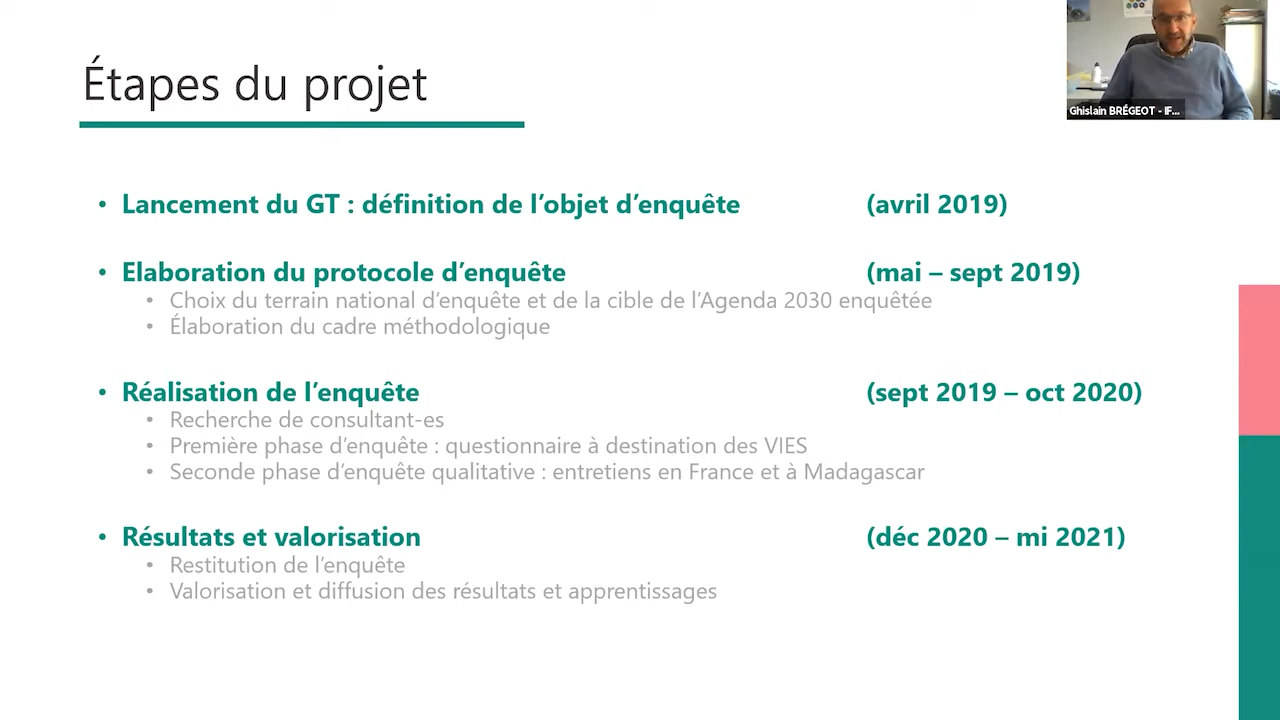 Étapes du projet
Ghislain BRÉGEOT - IF...
• Lancement du GT : définition de l’objet d’enquête (avril 2019)
• Elaboration du protocole d’enquête (mai – sept 2019)
• Choix du terrain national d’enquête et de la cible de l’Agenda 2030 enquêtée
• Élaboration du cadre méthodologique
• Réalisation de l’enquête (sept 2019 – oct 2020)
• Recherche de consultant-es
• Première phase d’enquête : questionnaire à destination des VIES
• Seconde phase d’enquête qualitative : entretiens en France et à Madagascar
• Résultats et valorisation (déc 2020 – mi 2021)
• Restitution de l’enquête
• Valorisation et diffusion des résultats et apprentissages